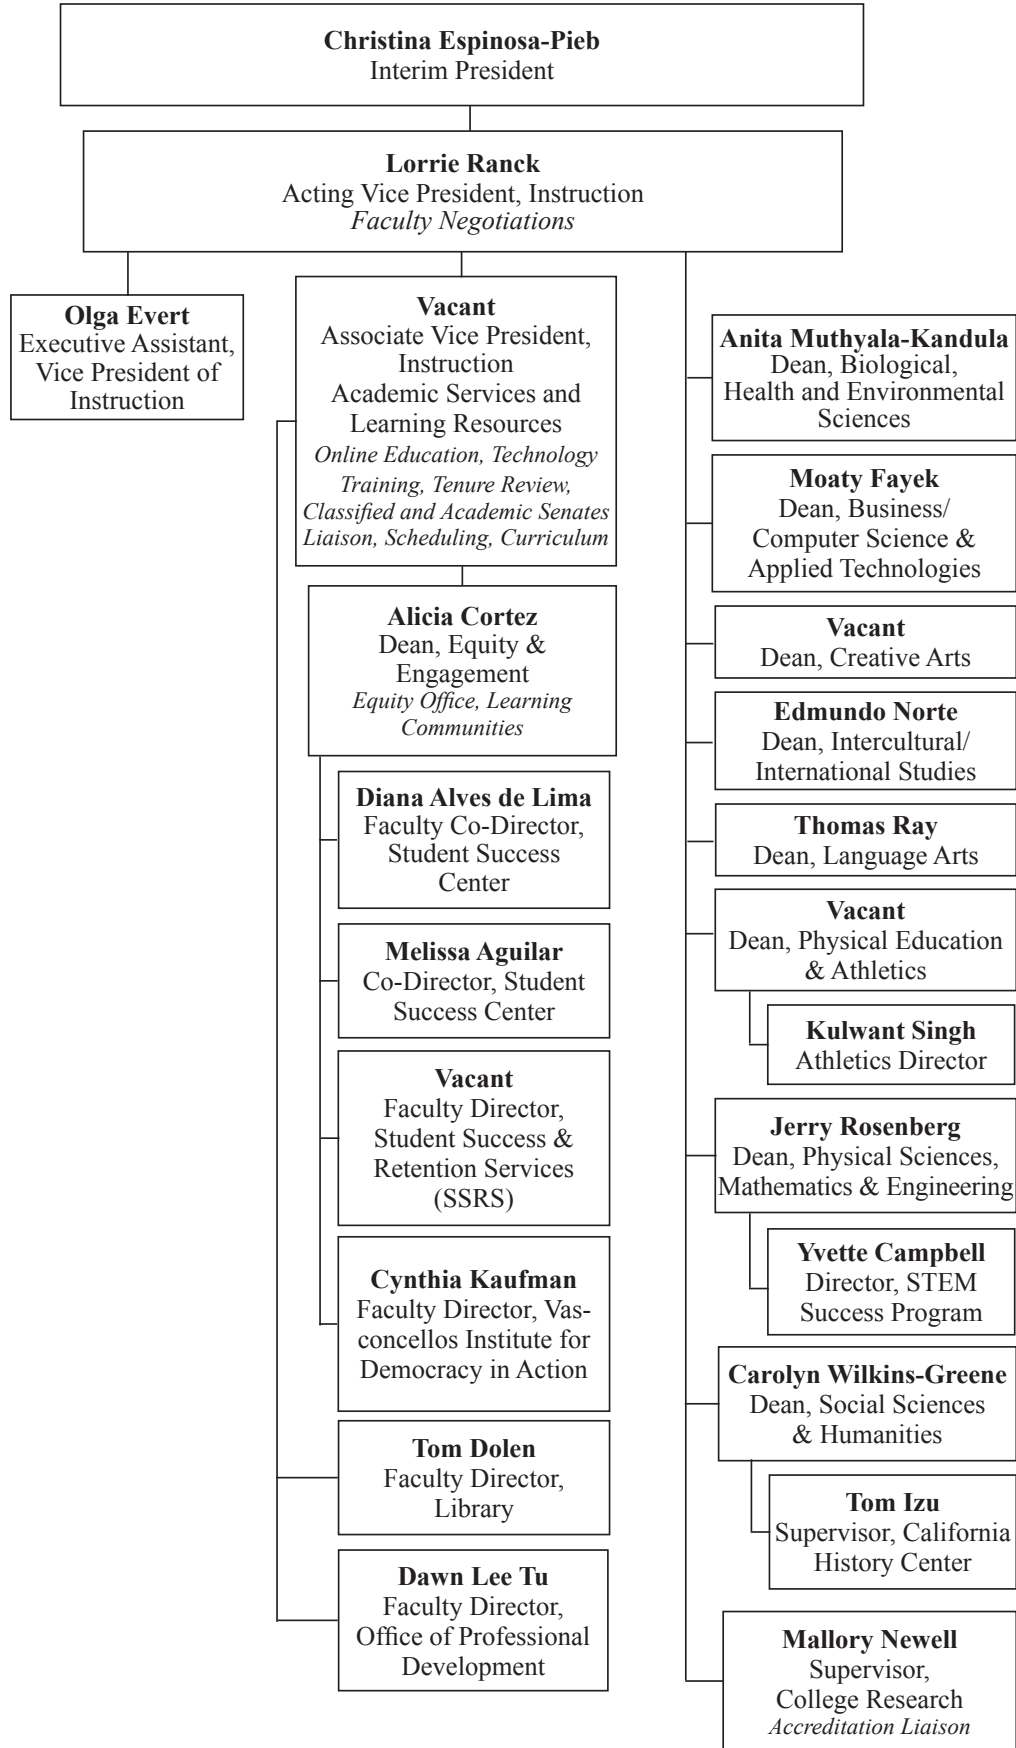 Christina Espinosa-Pieb
Interim President
Lorrie Ranck
Acting Vice President, Instruction
Faculty Negotiations
Olga Evert
Executive Assistant,
Vice President of
Instruction
Vacant
Associate Vice President,
Instruction
Academic Services and
Learning Resources
Online Education, Technology
Training, Tenure Review,
Classified and Academic Senates
Liaison, Scheduling, Curriculum
Alicia Cortez
Dean, Equity &
Engagement
Equity Office, Learning
Communities
Diana Alves de Lima
Faculty Co-Director,
Student Success
Center
Melissa Aguilar
Co-Director, Student
Success Center
Vacant
Faculty Director,
Student Success &
Retention Services
(SSRS)
Cynthia Kaufman
Faculty Director, Vas-
concellos Institute for
Democracy in Action
Tom Dolen
Faculty Director,
Library
Dawn Lee Tu
Faculty Director,
Office of Professional
Development
Anita Muthyala-Kandula
Dean, Biological,
Health and Environmental
Sciences
Moaty Fayek
Dean, Business/
Computer Science &
Applied Technologies
Vacant
Dean, Creative Arts
Edmundo Norte
Dean, Intercultural/
International Studies
Thomas Ray
Dean, Language Arts
Vacant
Dean, Physical Education
& Athletics
Kulwant Singh
Athletics Director
Jerry Rosenberg
Dean, Physical Sciences,
Mathematics & Engineering
Yvette Campbell
Director, STEM
Success Program
Carolyn Wilkins-Greene
Dean, Social Sciences
& Humanities
Tom Izu
Supervisor, California
History Center
Mallory Newell
Supervisor,
College Research
Accreditation Liaison